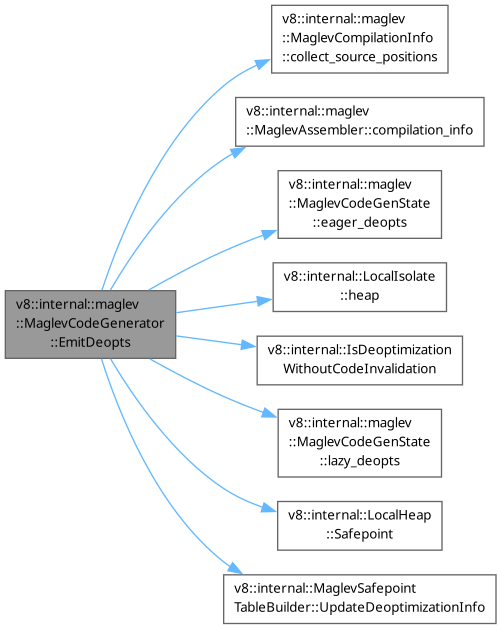 v8::internal::maglev
::MaglevCodeGenerator
::EmitDeopts
v8::internal::maglev
::MaglevCompilationInfo
::collect_source_positions
v8::internal::maglev
::MaglevAssembler::compilation_info
v8::internal::maglev
::MaglevCodeGenState
::eager_deopts
v8::internal::LocalIsolate
::heap
v8::internal::IsDeoptimization
WithoutCodeInvalidation
v8::internal::maglev
::MaglevCodeGenState
::lazy_deopts
v8::internal::LocalHeap
::Safepoint
v8::internal::MaglevSafepoint
TableBuilder::UpdateDeoptimizationInfo